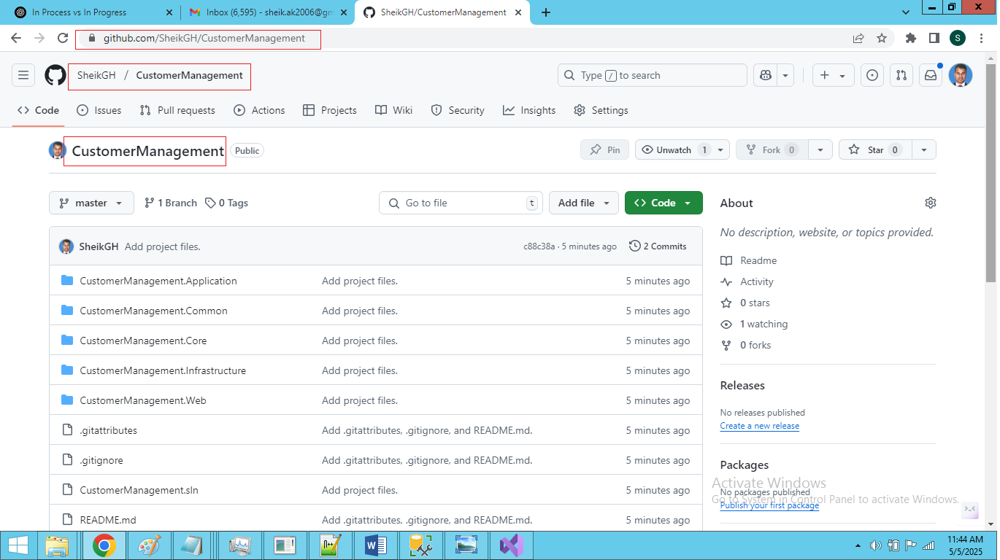 In Process vs In Progress
Inbox (6,595) - sheik.ak2006@gm
SheikGH/CustomerManagement
github.com/SheikGH/CustomerManagement
S
SheikGH / CustomerManagement
Type / to search
Code Issues Pull requests Actions Projects Wiki Security Insights Settings
CustomerManagement Public
Pin Unwatch 1 Fork 0 Star 0
master 1 Branch 0 Tags Go to file t Add file Code
SheikGH Add project files. c88c38a · 5 minutes ago 2 Commits
CustomerManagement.Application Add project files. 5 minutes ago
CustomerManagement.Common Add project files. 5 minutes ago
CustomerManagement.Core Add project files. 5 minutes ago
CustomerManagement.Infrastructure Add project files. 5 minutes ago
CustomerManagement.Web Add project files. 5 minutes ago
.gitattributes Add .gitattributes, .gitignore, and README.md. 5 minutes ago
.gitignore Add .gitattributes, .gitignore, and README.md. 5 minutes ago
CustomerManagement.sln Add project files. 5 minutes ago
README.md Add .gitattributes, .gitignore, and README.md. 5 minutes ago
About
No description, website, or topics provided.
Readme
Activity
0 stars
1 watching
0 forks
Releases
No releases published
Create a new release
Packages
No packages published
Publish your first package
Activate Windows
Go to System in Control Panel to activate Windows.
11:44 AM
5/5/2025